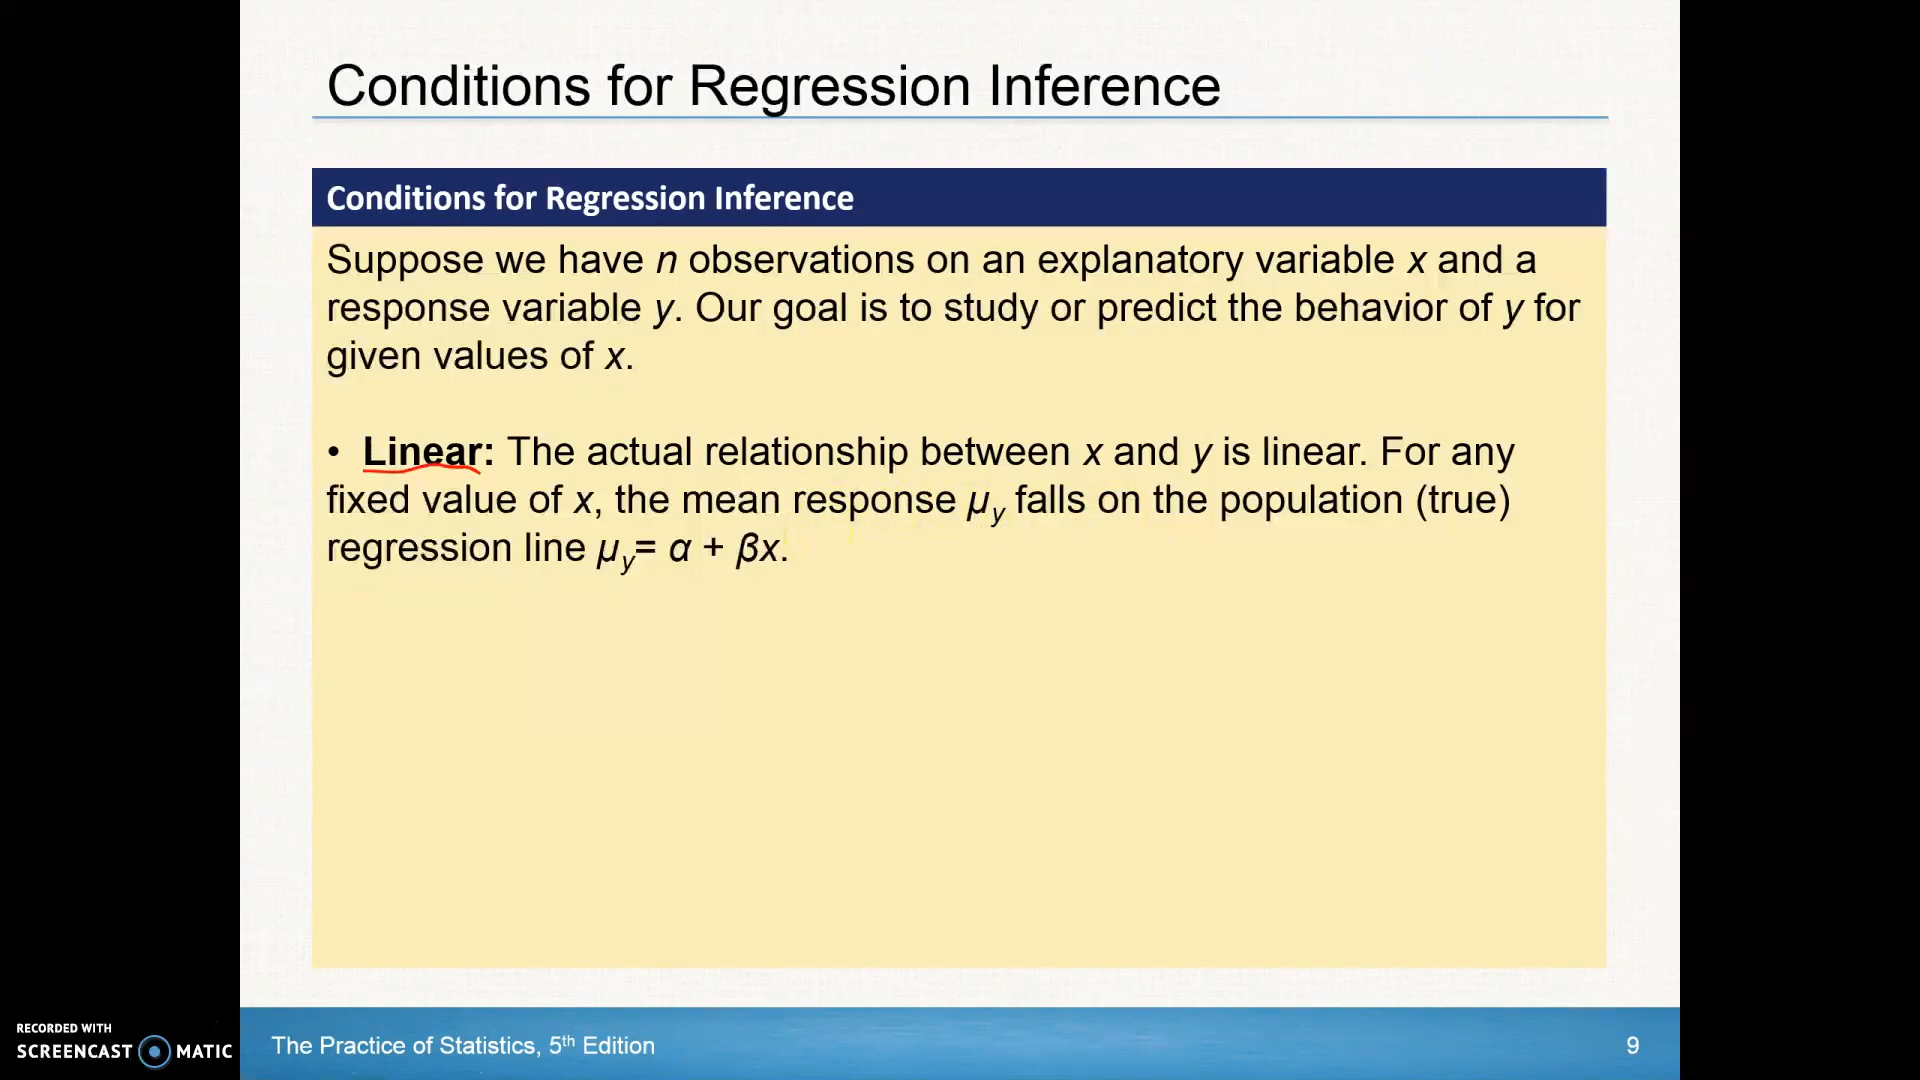 Conditions for Regression Inference
Conditions for Regression Inference
Suppose we have n observations on an explanatory variable x and a
response variable y. Our goal is to study or predict the behavior of y for
given values of x.
• Linear: The actual relationship between x and y is linear. For any
fixed value of x, the mean response μy falls on the population (true)
regression line μy= α + βx.
RECORDED WITH
SCREENCAST MATIC
The Practice of Statistics, 5th Edition
9